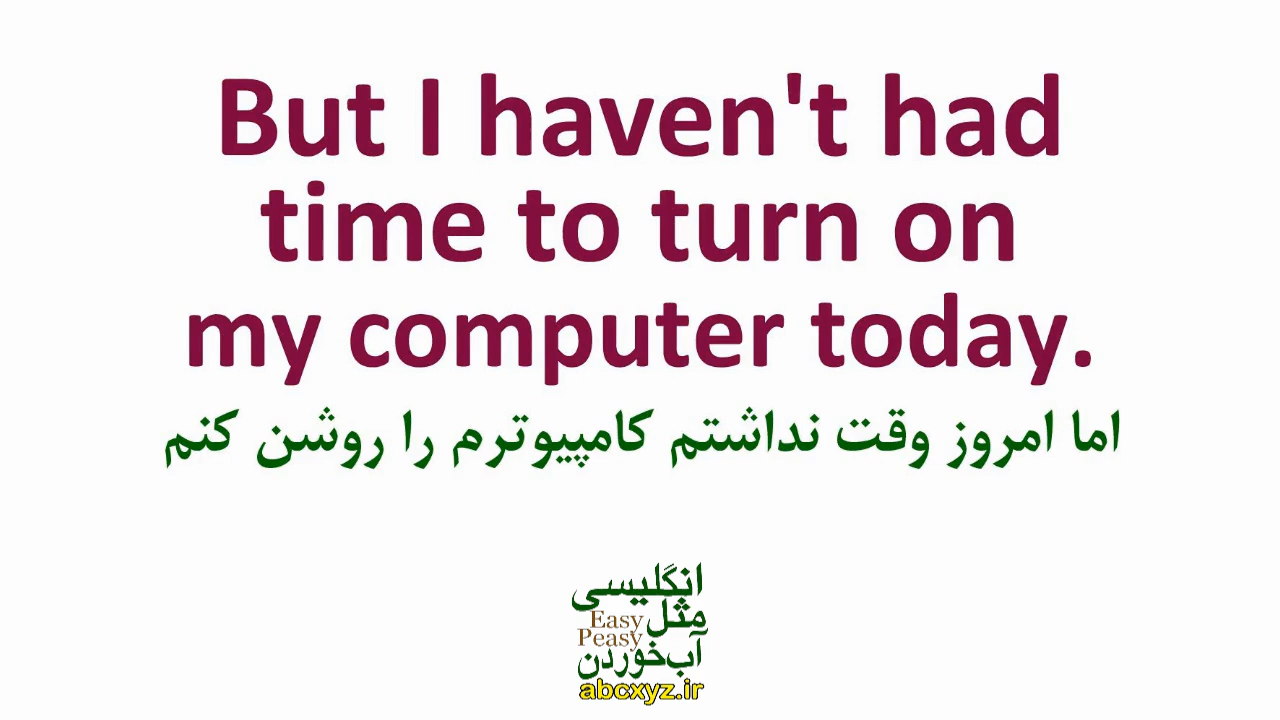 But I haven't had
time to turn on
my computer today.
اما امروز وقت نداشتم کامپیوترم را روشن کنم
انگلیسی
مثل
Easy
Peasy
آب‌خوردن
abcxyz.ir